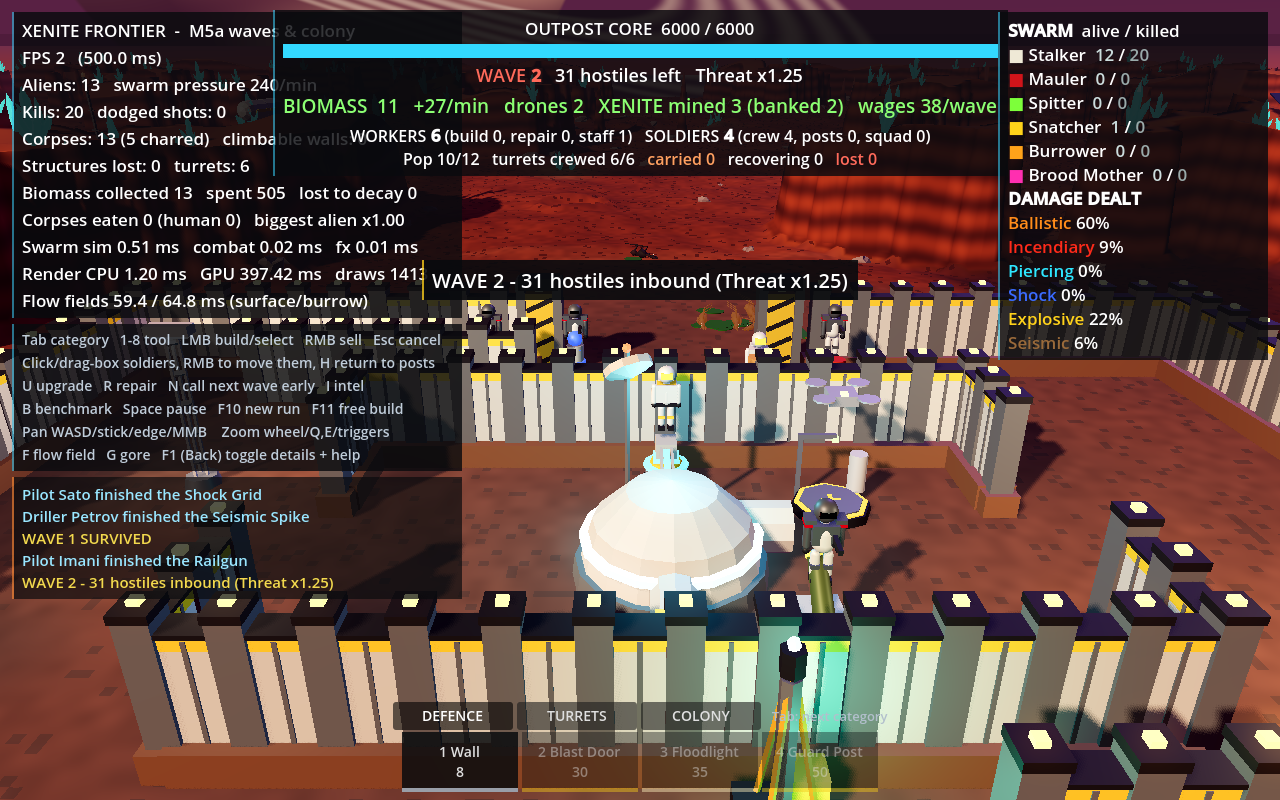 XENITE FRONTIER - M5a waves & colony
FPS 2 (500.0 ms)
Aliens: 13 swarm pressure 240/min
Kills: 20 dodged shots: 0
Corpses: 13 (5 charred) climbable walls: 0
Structures lost: 0 turrets: 6
Biomass collected 13 spent 505 lost to decay 0
Corpses eaten 0 (human 0) biggest alien x1.00
Swarm sim 0.51 ms combat 0.02 ms fx 0.01 ms
Render CPU 1.20 ms GPU 397.42 ms draws 1413
Flow fields 59.4 / 64.8 ms (surface/burrow)
Tab category 1-8 tool LMB build/select RMB sell Esc cancel
Click/drag-box soldiers, RMB to move them, H return to posts
U upgrade R repair N call next wave early I intel
B benchmark Space pause F10 new run F11 free build
Pan WASD/stick/edge/MMB Zoom wheel/Q,E/triggers
F flow field G gore F1 (Back) toggle details + help
Pilot Sato finished the Shock Grid
Driller Petrov finished the Seismic Spike
WAVE 1 SURVIVED
Pilot Imani finished the Railgun
WAVE 2 - 31 hostiles inbound (Threat x1.25)
OUTPOST CORE 6000 / 6000
WAVE 2 31 hostiles left Threat x1.25
BIOMASS 11 +27/min drones 2 XENITE mined 3 (banked 2) wages 38/wave
WORKERS 6 (build 0, repair 0, staff 1) SOLDIERS 4 (crew 4, posts 0, squad 0)
Pop 10/12 turrets crewed 6/6 carried 0 recovering 0 lost 0
WAVE 2 - 31 hostiles inbound (Threat x1.25)
SWARM alive / killed
Stalker 12 / 20
Mauler 0 / 0
Spitter 0 / 0
Snatcher 1 / 0
Burrower 0 / 0
Brood Mother 0 / 0
DAMAGE DEALT
Ballistic 60%
Incendiary 9%
Piercing 0%
Shock 0%
Explosive 22%
Seismic 6%
DEFENCE TURRETS COLONY Tab: next category
1 Wall
8
2 Blast Door
30
3 Floodlight
35
4 Guard Post
50